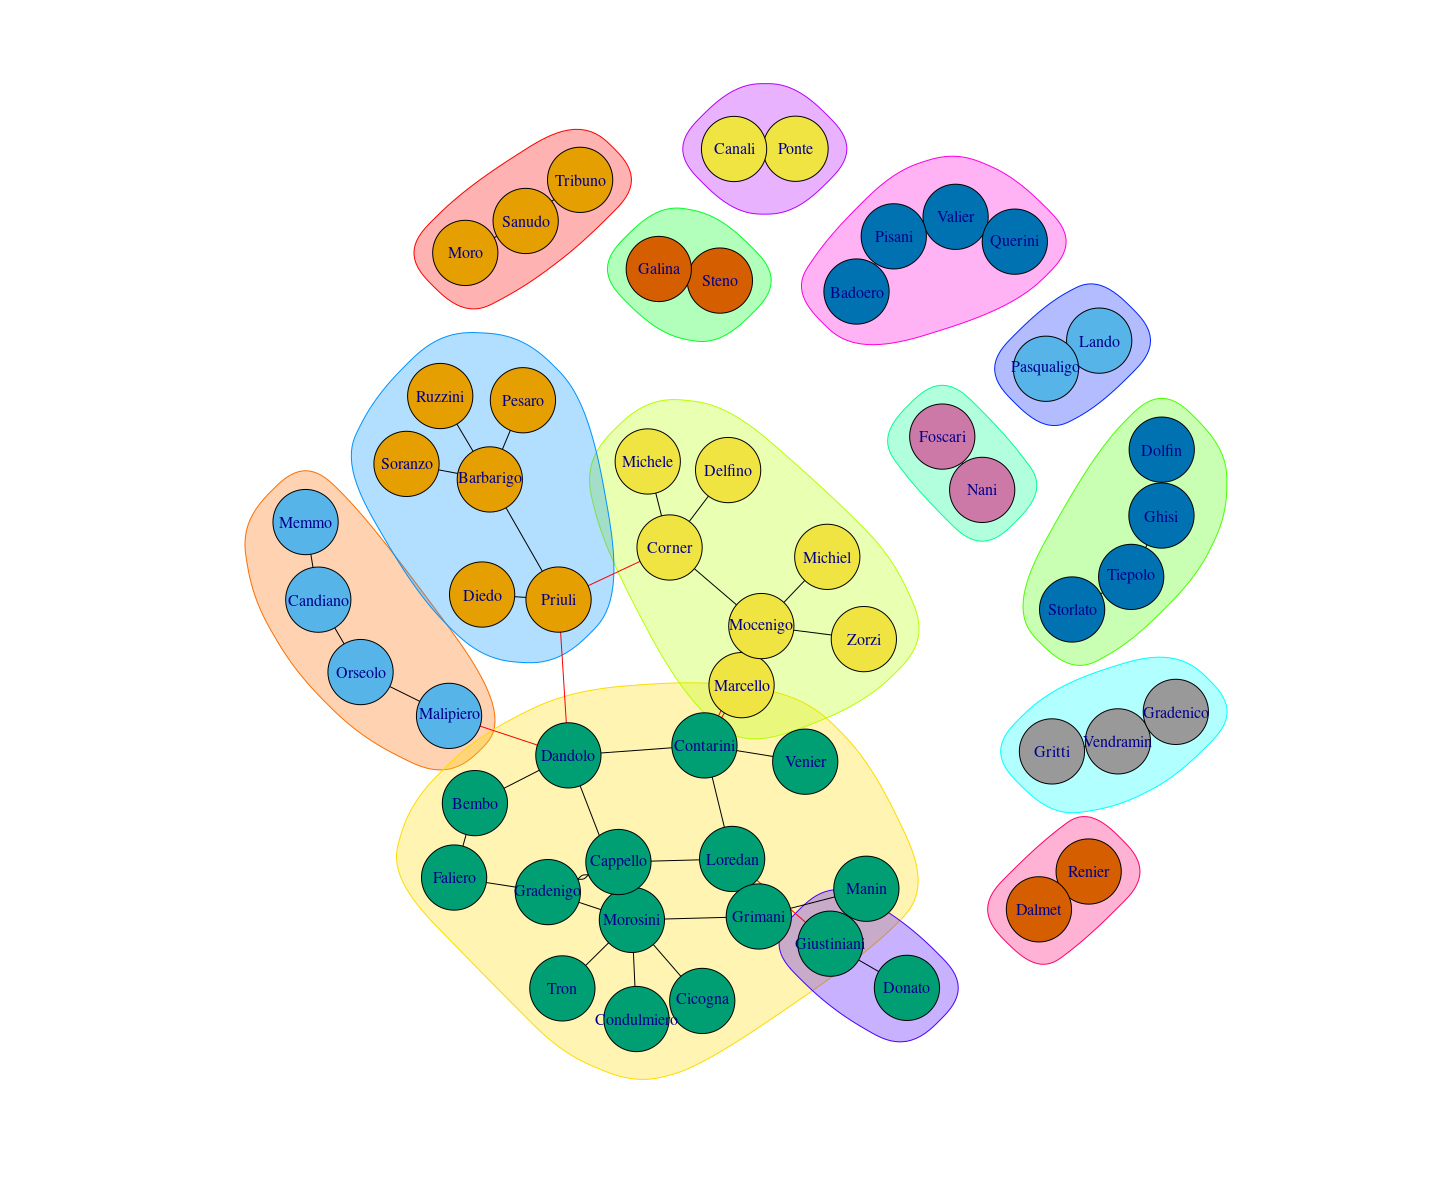 Canali
Ponte
Tribuno
Sanudo
Moro
Valier
Pisani
Querini
Galina
Steno
Badoero
Lando
Pasqualigo
Ruzzini
Pesaro
Foscari
Dolfin
Soranzo
Barbarigo
Michele
Delfino
Nani
Ghisi
Memmo
Corner
Michiel
Tiepolo
Candiano
Diedo
Priuli
Storlato
Mocenigo
Zorzi
Orseolo
Marcello
Malipiero
Gradenico
Dandolo
Contarini
Venier
Gritti
Vendramin
Bembo
Cappello
Loredan
Renier
Faliero
Gradenigo
Manin
Morosini
Grimani
Dalmet
Giustiniani
Tron
Cicogna
Donato
Condulmiero